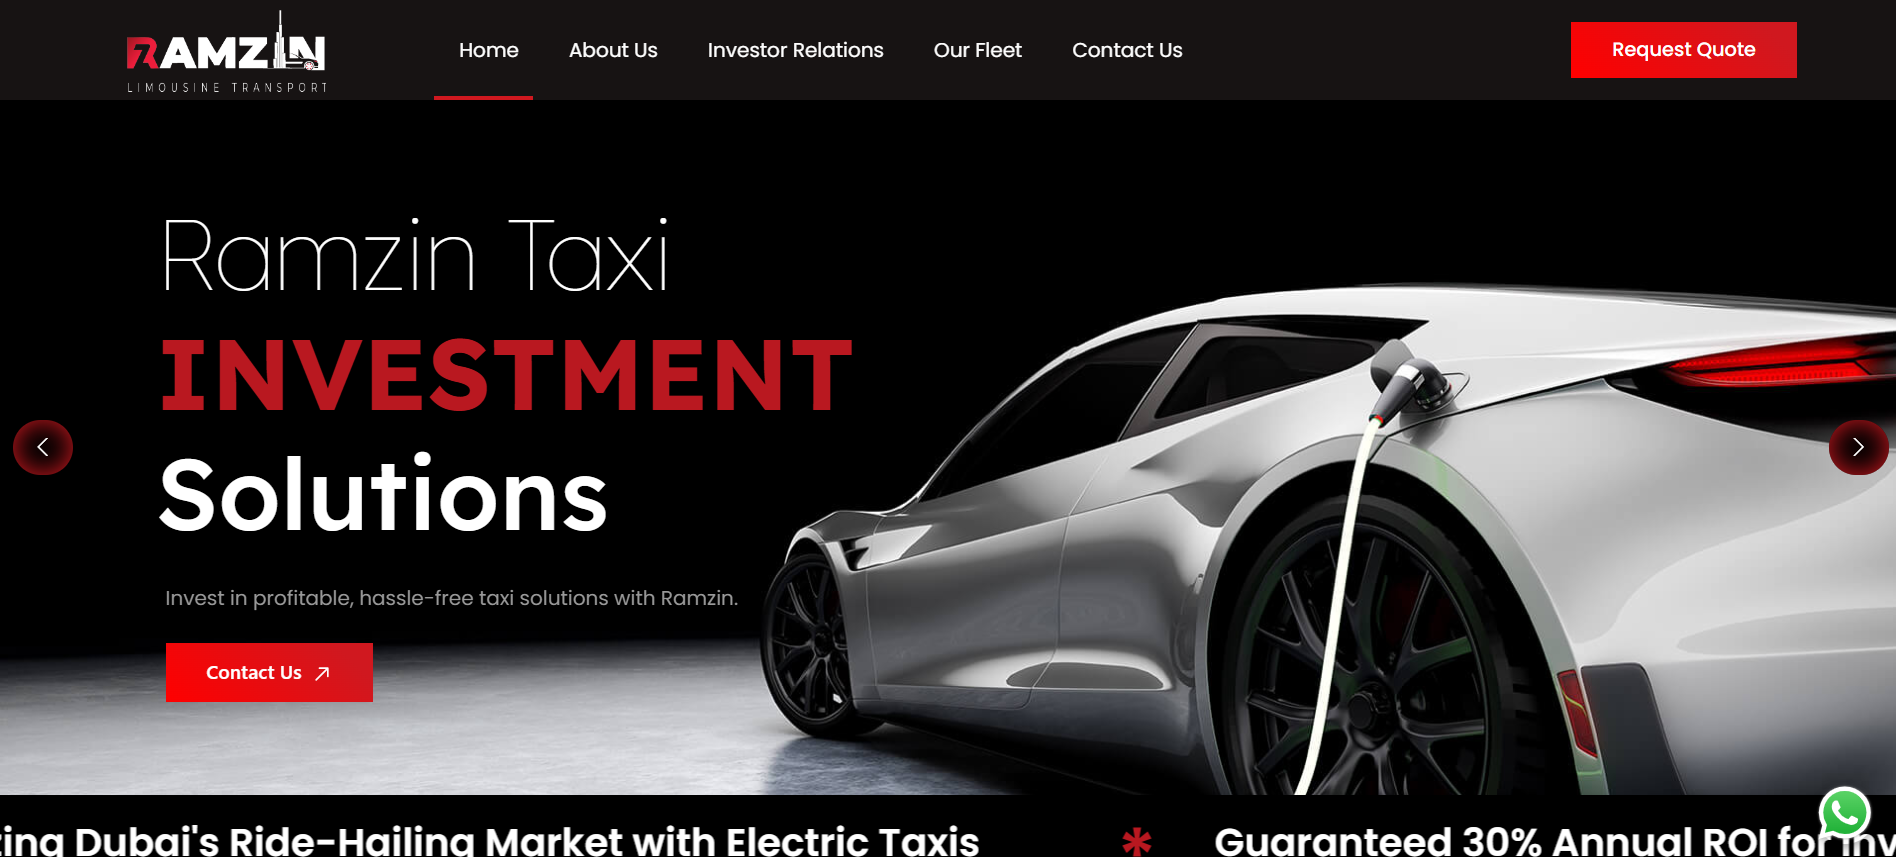 RAMZIN
LIMOUSINE TRANSPORT
Home
About Us
Investor Relations
Our Fleet
Contact Us
Request Quote
Ramzin Taxi
INVESTMENT
Solutions
Invest in profitable, hassle-free taxi solutions with Ramzin.
Contact Us
ting Dubai's Ride-Hailing Market with Electric Taxis * Guaranteed 30% Annual ROI for Inv